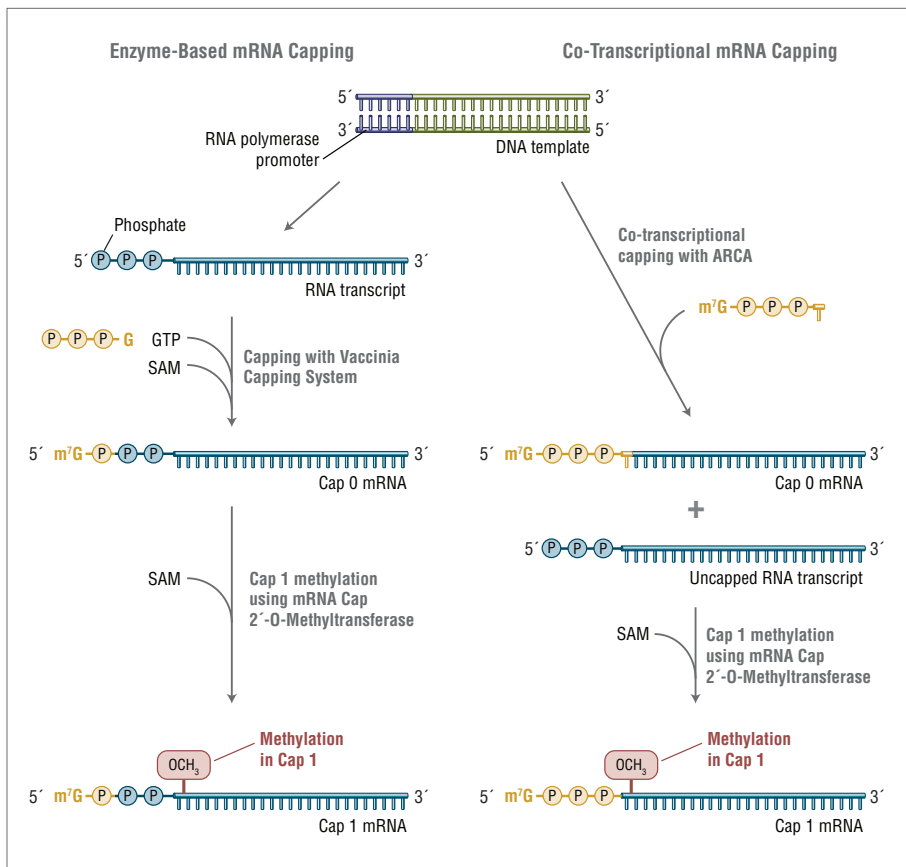 Enzyme-Based mRNA Capping
Co-Transcriptional mRNA Capping
5´ 3´
3´ 5´
RNA polymerase
promoter
DNA template
Phosphate
5´ P P P 3´
RNA transcript
P P P G GTP
SAM
Capping with Vaccinia
Capping System
5´ m⁷G P P P 3´
Cap 0 mRNA
SAM
Cap 1 methylation
using mRNA Cap
2´-O-Methyltransferase
Methylation
in Cap 1
OCH₃
5´ m⁷G P P P 3´
Cap 1 mRNA
Co-transcriptional
capping with ARCA
m⁷G P P P
5´ m⁷G P P P 3´
Cap 0 mRNA
+
5´ P P P 3´
Uncapped RNA transcript
SAM
Cap 1 methylation
using mRNA Cap
2´-O-Methyltransferase
Methylation
in Cap 1
OCH₃
5´ m⁷G P P P 3´
Cap 1 mRNA